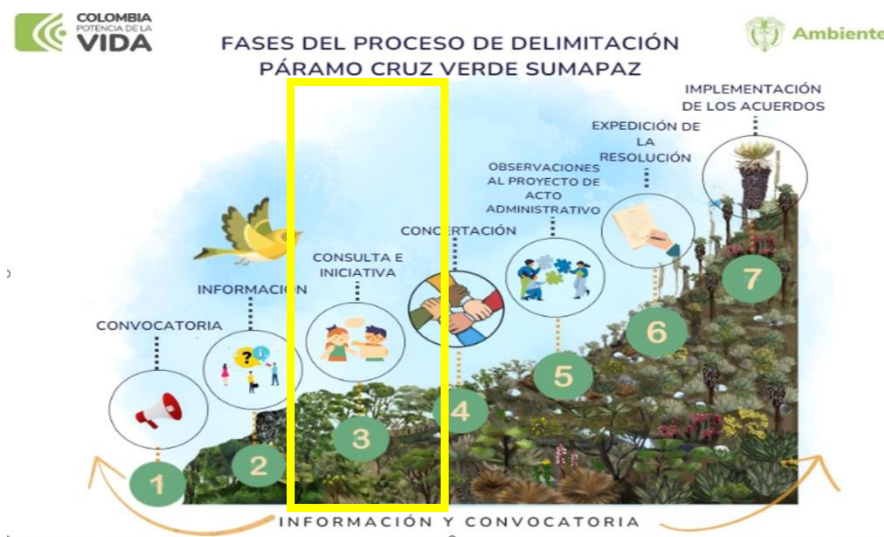 COLOMBIA
POTENCIA DE LA
VIDA
Ambiente
FASES DEL PROCESO DE DELIMITACIÓN
PÁRAMO CRUZ VERDE SUMAPAZ
IMPLEMENTACIÓN
DE LOS ACUERDOS
EXPEDICIÓN DE
LA
RESOLUCIÓN
OBSERVACIONES
AL PROYECTO DE
ACTO
ADMINISTRATIVO
CONCERTACIÓN
CONSULTA E
INICIATIVA
INFORMACIÓN
CONVOCATORIA
?
i
1
2
3
4
5
6
7
INFORMACIÓN Y CONVOCATORIA